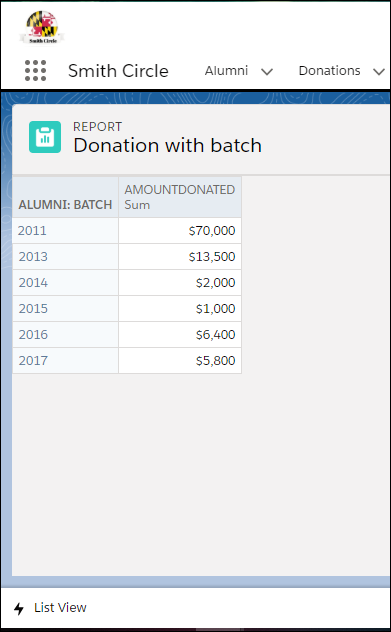 Smith Circle
Smith Circle Alumni Donations
REPORT
Donation with batch
ALUMNI: BATCH AMOUNTDONATED Sum
2011 $70,000
2013 $13,500
2014 $2,000
2015 $1,000
2016 $6,400
2017 $5,800
List View